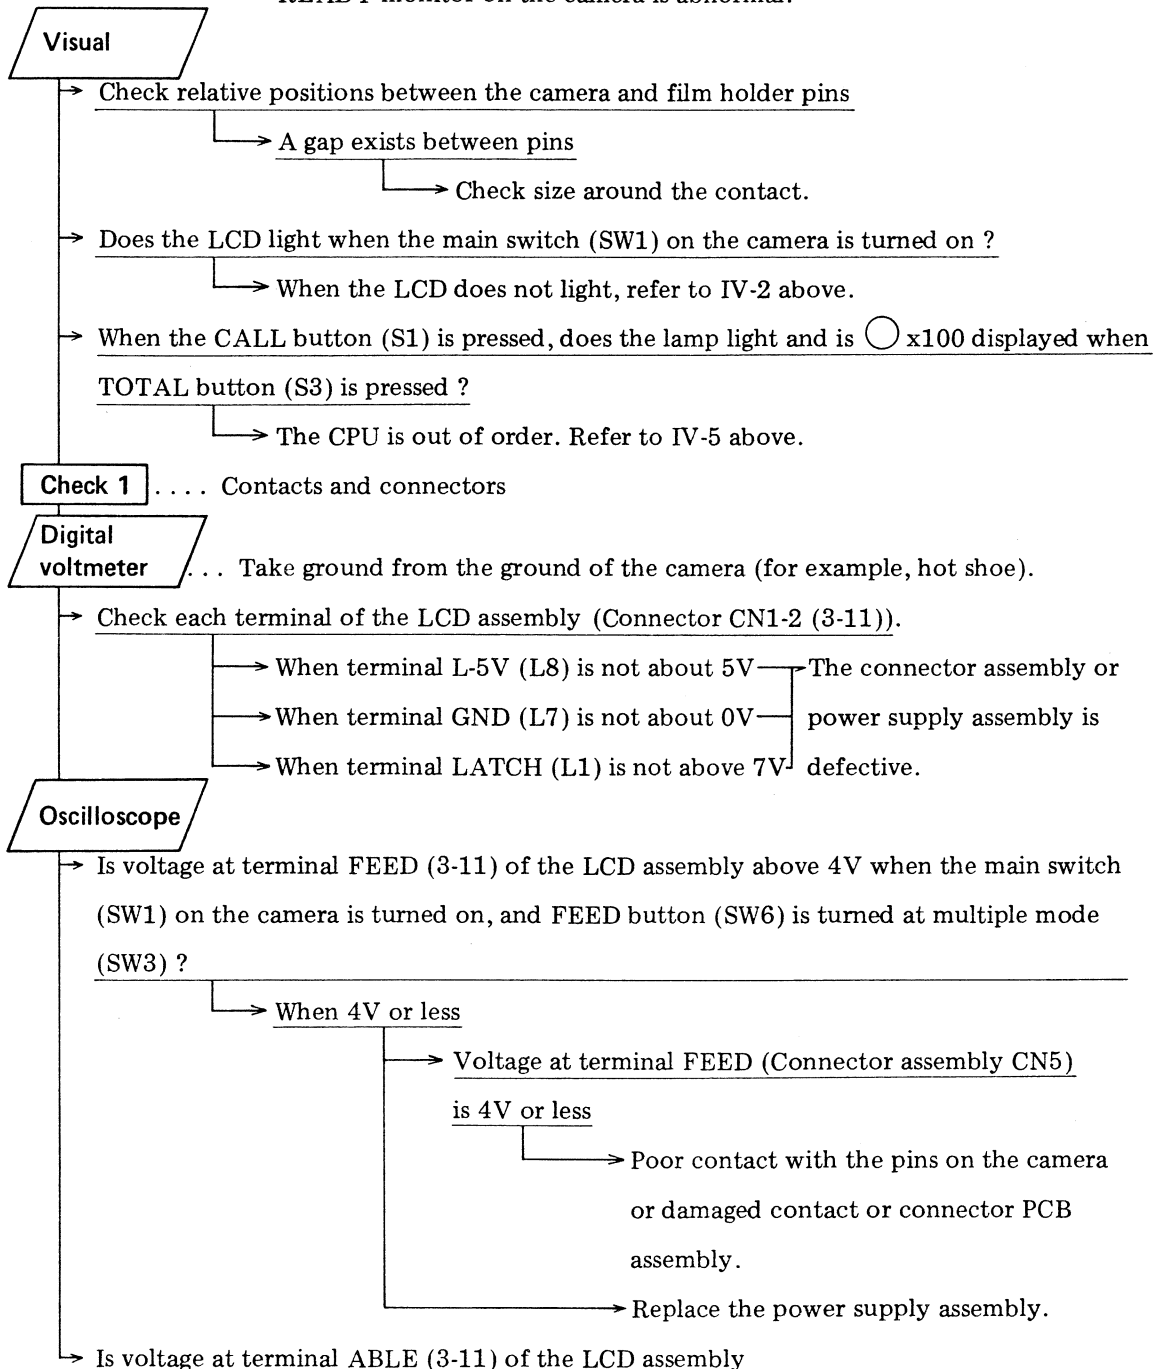 READY monitor on the camera is abnormal.
Visual
Check relative positions between the camera and film holder pins
A gap exists between pins
Check size around the contact.
Does the LCD light when the main switch (SW1) on the camera is turned on ?
When the LCD does not light, refer to IV-2 above.
When the CALL button (S1) is pressed, does the lamp light and is ◯ x100 displayed when
TOTAL button (S3) is pressed ?
The CPU is out of order. Refer to IV-5 above.
Check 1 .... Contacts and connectors
Digital
voltmeter ... Take ground from the ground of the camera (for example, hot shoe).
Check each terminal of the LCD assembly (Connector CN1-2 (3-11)).
When terminal L-5V (L8) is not about 5V The connector assembly or
When terminal GND (L7) is not about 0V power supply assembly is
When terminal LATCH (L1) is not above 7V defective.
Oscilloscope
Is voltage at terminal FEED (3-11) of the LCD assembly above 4V when the main switch
(SW1) on the camera is turned on, and FEED button (SW6) is turned at multiple mode
(SW3) ?
When 4V or less
Voltage at terminal FEED (Connector assembly CN5)
is 4V or less
Poor contact with the pins on the camera
or damaged contact or connector PCB
assembly.
Replace the power supply assembly.
Is voltage at terminal ABLE (3-11) of the LCD assembly